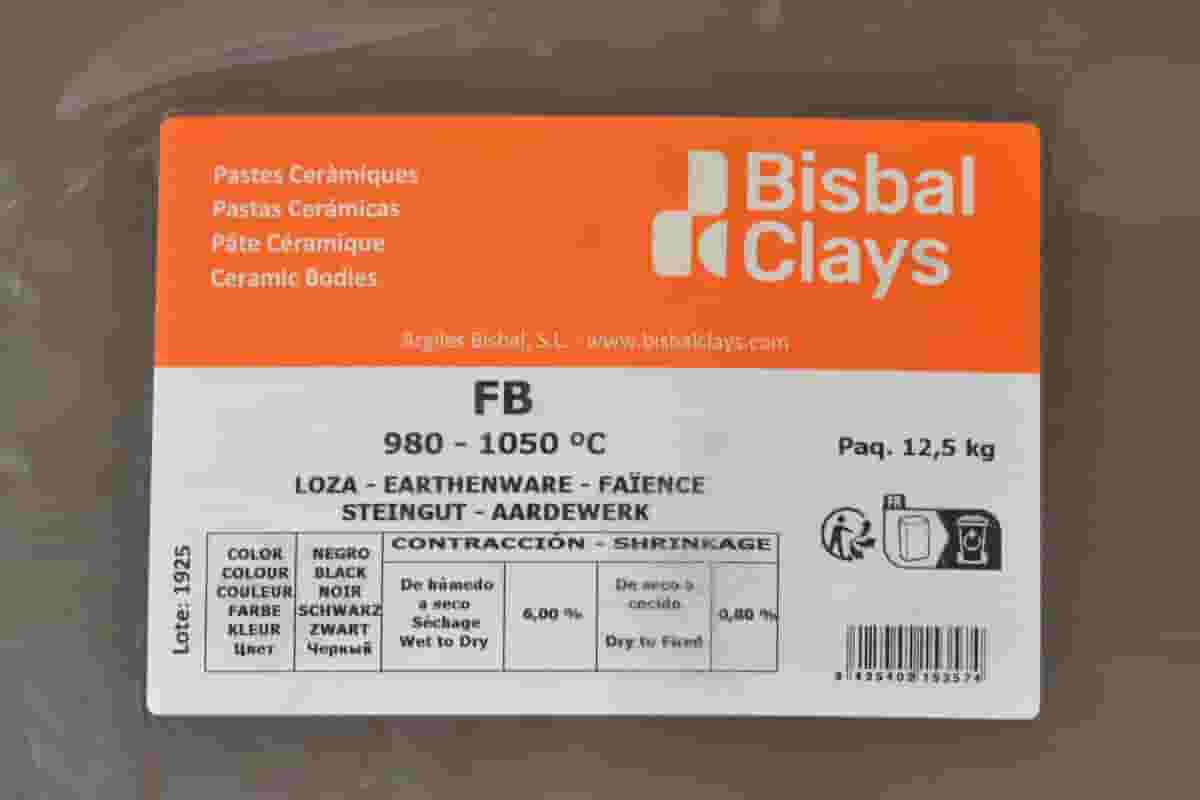 Pastes Ceràmiques
Pastas Cerámicas
Pâte Céramique
Ceramic Bodies
Bisbal
Clays
Argiles Bisbal, S.L. - www.bisbalclays.com
FB
980 - 1050 ºC
Paq. 12,5 kg
LOZA - EARTHENWARE - FAÏENCE
STEINGUT - AARDEWERK
Lote: 1925
COLOR
COLOUR
COULEUR
FARBE
KLEUR
Цвет
NEGRO
BLACK
NOIR
SCHWARZ
ZWART
Черный
CONTRACCIÓN - SHRINKAGE
De húmedo
a seco
Séchage
Wet to Dry
6,00 %
De seco a
cocido
Dry to Fired
0,80 %